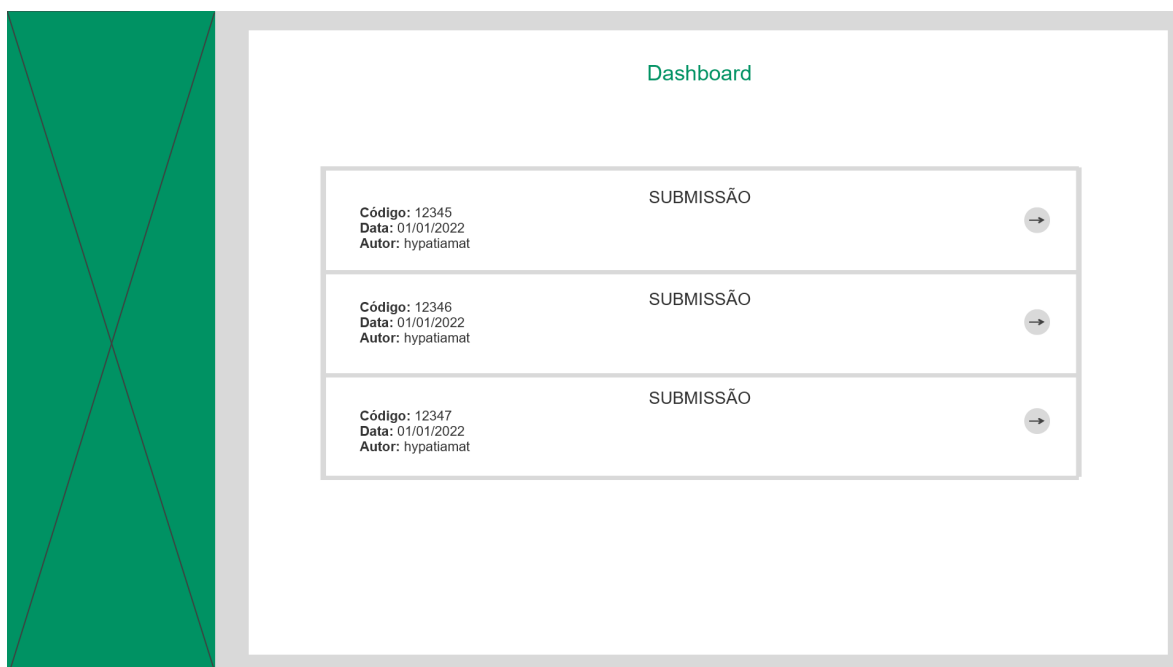 Dashboard
SUBMISSÃO
Código: 12345
Data: 01/01/2022
Autor: hypatiamat
SUBMISSÃO
Código: 12346
Data: 01/01/2022
Autor: hypatiamat
SUBMISSÃO
Código: 12347
Data: 01/01/2022
Autor: hypatiamat